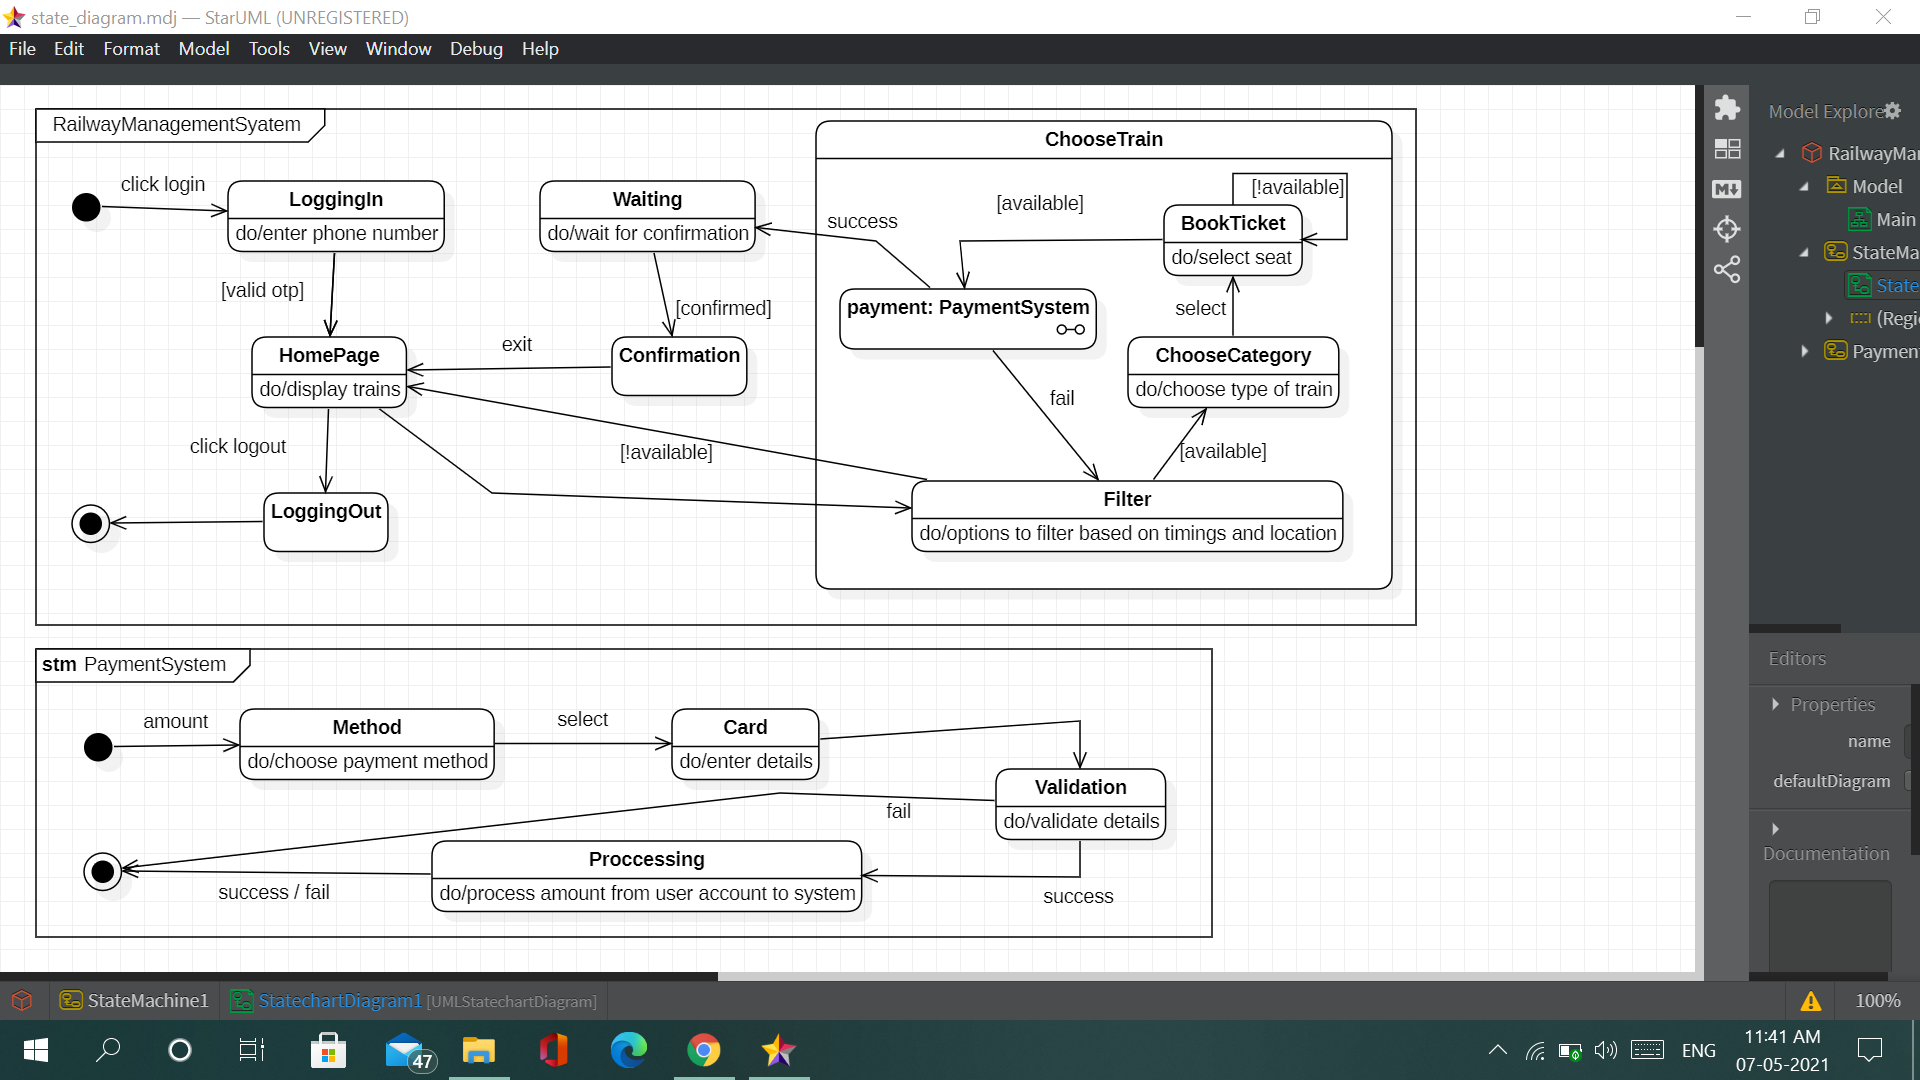 state_diagram.mdj — StarUML (UNREGISTERED)
File Edit Format Model Tools View Window Debug Help
RailwayManagementSyatem
click login
LoggingIn
do/enter phone number
[valid otp]
HomePage
do/display trains
click logout
LoggingOut
Waiting
do/wait for confirmation
[confirmed]
Confirmation
exit
[!available]
success
ChooseTrain
[available]
[!available]
BookTicket
do/select seat
payment: PaymentSystem
select
ChooseCategory
do/choose type of train
fail
[available]
Filter
do/options to filter based on timings and location
stm PaymentSystem
amount
Method
do/choose payment method
select
Card
do/enter details
Validation
do/validate details
fail
success
Proccessing
do/process amount from user account to system
success / fail
Model Explore
RailwayMa
Model
Main
StateMa
State
(Regi
Paymen
Editors
Properties
name
defaultDiagram
Documentation
StateMachine1 StatechartDiagram1 [UMLStatechartDiagram]
100%
47
ENG
11:41 AM
07-05-2021